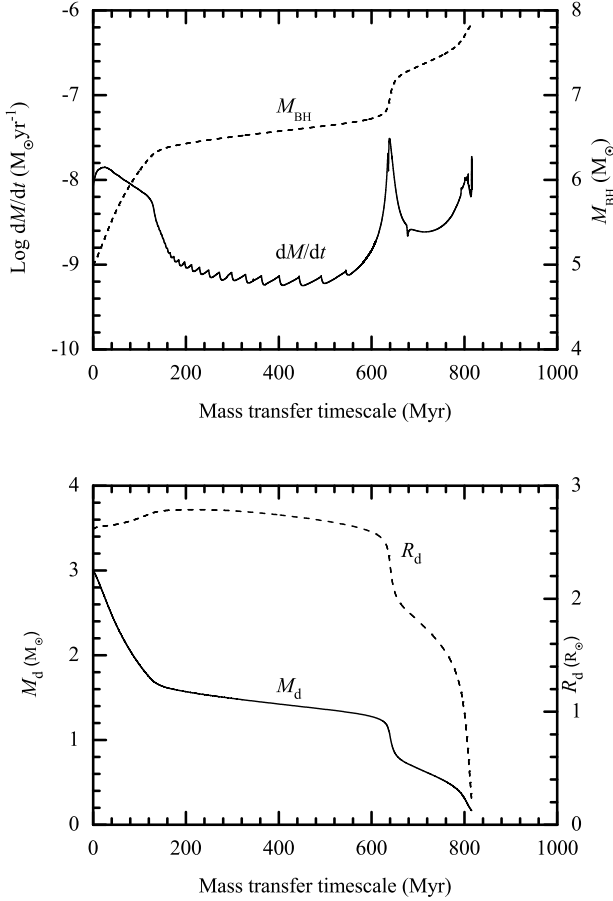 -6
-7
-8
-9
-10
Log dM/dt (M☉yr⁻¹)
8
7
6
5
4
M_BH (M☉)
M_BH
dM/dt
0 200 400 600 800 1000
Mass transfer timescale (Myr)
4
3
2
1
0
M_d (M☉)
3
2
1
0
R_d (R☉)
R_d
M_d
0 200 400 600 800 1000
Mass transfer timescale (Myr)